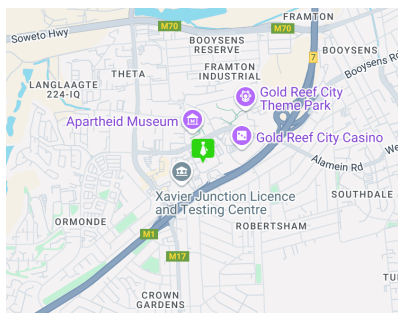 FRAMTON
Soweto Hwy
M70
M70
BOOYSENS
RESERVE
7
BOOYSENS
THETA
FRAMTON
INDUSTRIAL
Booysens Ro
LANGLAAGTE
224-IQ
Gold Reef City
Theme Park
Apartheid Museum
Gold Reef City Casino
We
Alamein Rd
Xavier Junction Licence
and Testing Centre
SOUTHDALE
ORMONDE
ROBERTSHAM
M1
M17
TU
CROWN
GARDENS